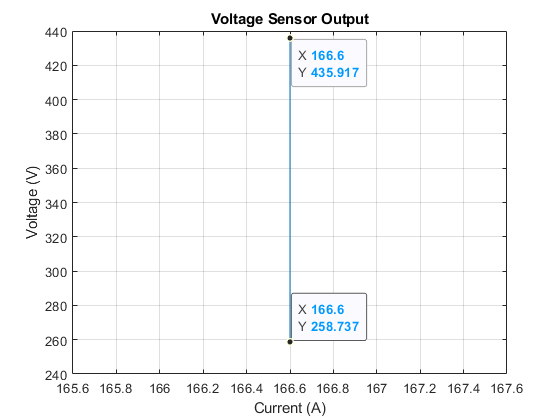 Voltage Sensor Output
440
420
400
380
360
340
320
300
280
260
240
Voltage (V)
X 166.6
Y 435.917
X 166.6
Y 258.737
165.6 165.8 166 166.2 166.4 166.6 166.8 167 167.2 167.4 167.6
Current (A)